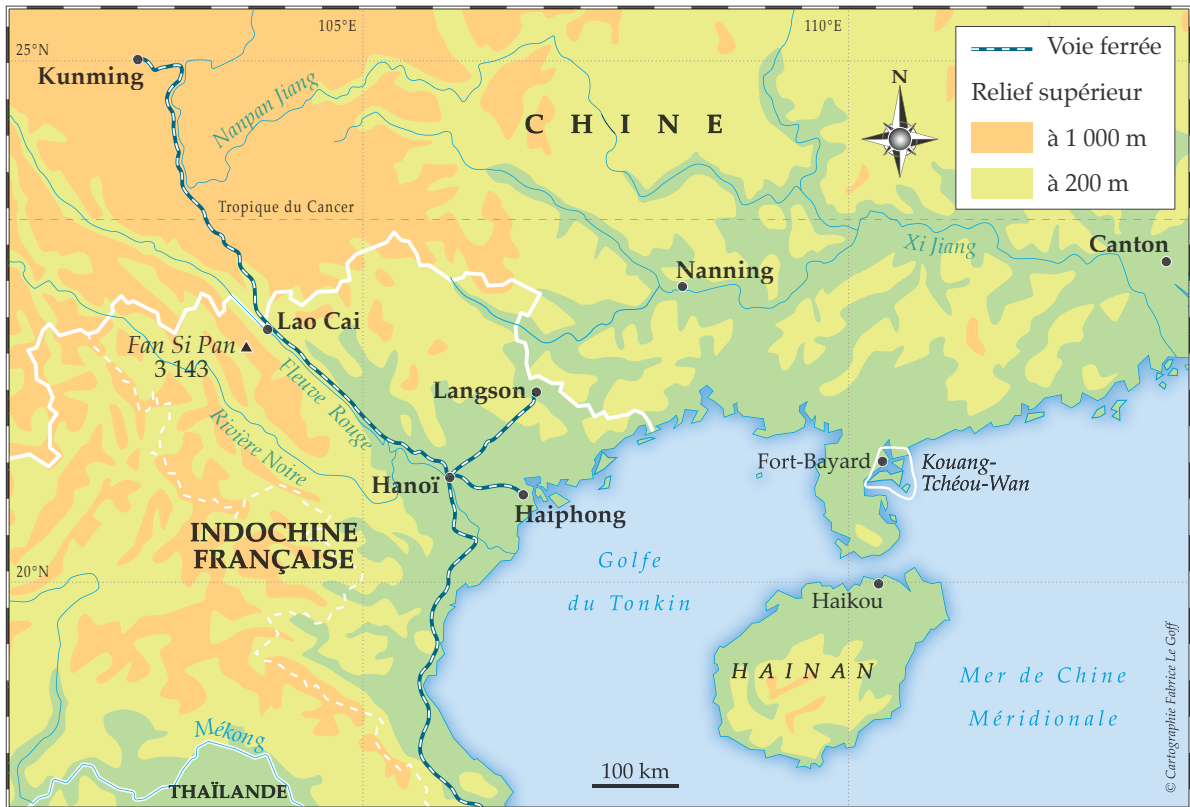 105°E
110°E
25°N
Kunming
Nanpan Jiang
CHINE
N
Voie ferrée
Relief supérieur
à 1 000 m
à 200 m
Tropique du Cancer
Xi Jiang
Canton
Nanning
Lao Cai
Fan Si Pan
3 143
Fleuve Rouge
Langson
Rivière Noire
Fort-Bayard
Kouang-
Tchéou-Wan
Hanoï
Haiphong
INDOCHINE
FRANÇAISE
Golfe
du Tonkin
20°N
Haikou
HAINAN
Mer de Chine
Méridionale
Mékong
THAÏLANDE
100 km
© Cartographie Fabrice Le Goff